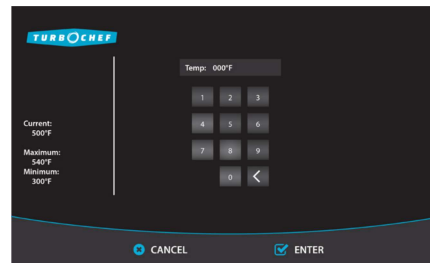 TURBOCHEF
Temp: 000°F
1 2 3
4 5 6
7 8 9
0 <
Current:
500°F
Maximum:
540°F
Minimum:
300°F
CANCEL ENTER